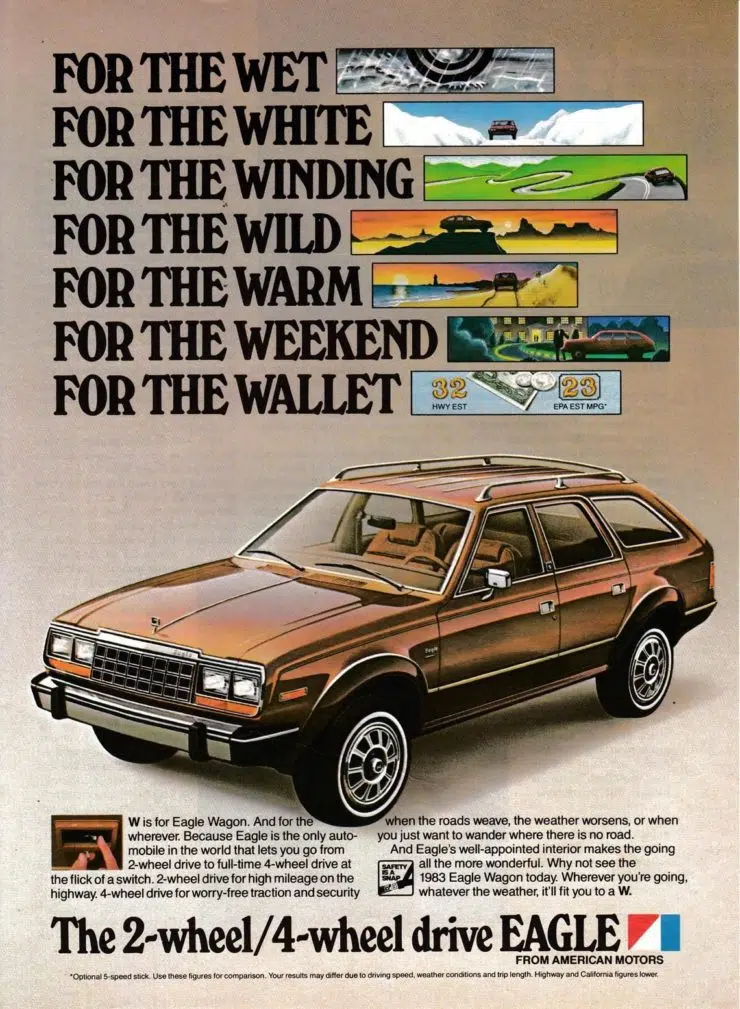 FOR THE WET
FOR THE WHITE
FOR THE WINDING
FOR THE WILD
FOR THE WARM
FOR THE WEEKEND
FOR THE WALLET
32 23
HWY EST EPA EST MPG*
Eagle
Eagle
W is for Eagle Wagon. And for the
wherever. Because Eagle is the only auto-
mobile in the world that lets you go from
2-wheel drive to full-time 4-wheel drive at
the flick of a switch. 2-wheel drive for high mileage on the
highway. 4-wheel drive for worry-free traction and security
when the roads weave, the weather worsens, or when
you just want to wander where there is no road.
And Eagle's well-appointed interior makes the going
all the more wonderful. Why not see the
1983 Eagle Wagon today. Wherever you're going,
whatever the weather, it'll fit you to a W.
SAFETY
IS A
SNAP
The 2-wheel/4-wheel drive EAGLE
FROM AMERICAN MOTORS
*Optional 5-speed stick. Use these figures for comparison. Your results may differ due to driving speed, weather conditions and trip length. Highway and California figures lower.